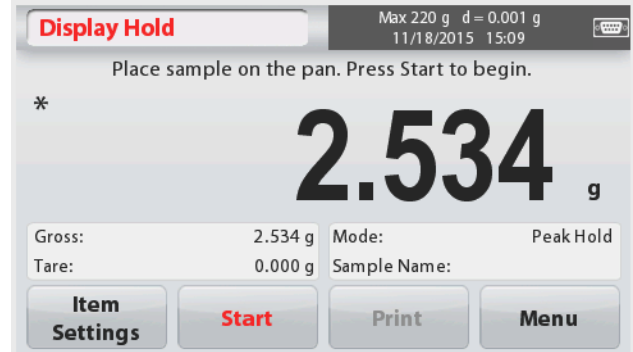 Display Hold
Max 220 g d = 0.001 g
11/18/2015 15:09
Place sample on the pan. Press Start to begin.
*
2.534 g
Gross: 2.534 g
Tare: 0.000 g
Mode: Peak Hold
Sample Name:
Item
Settings
Start
Print
Menu